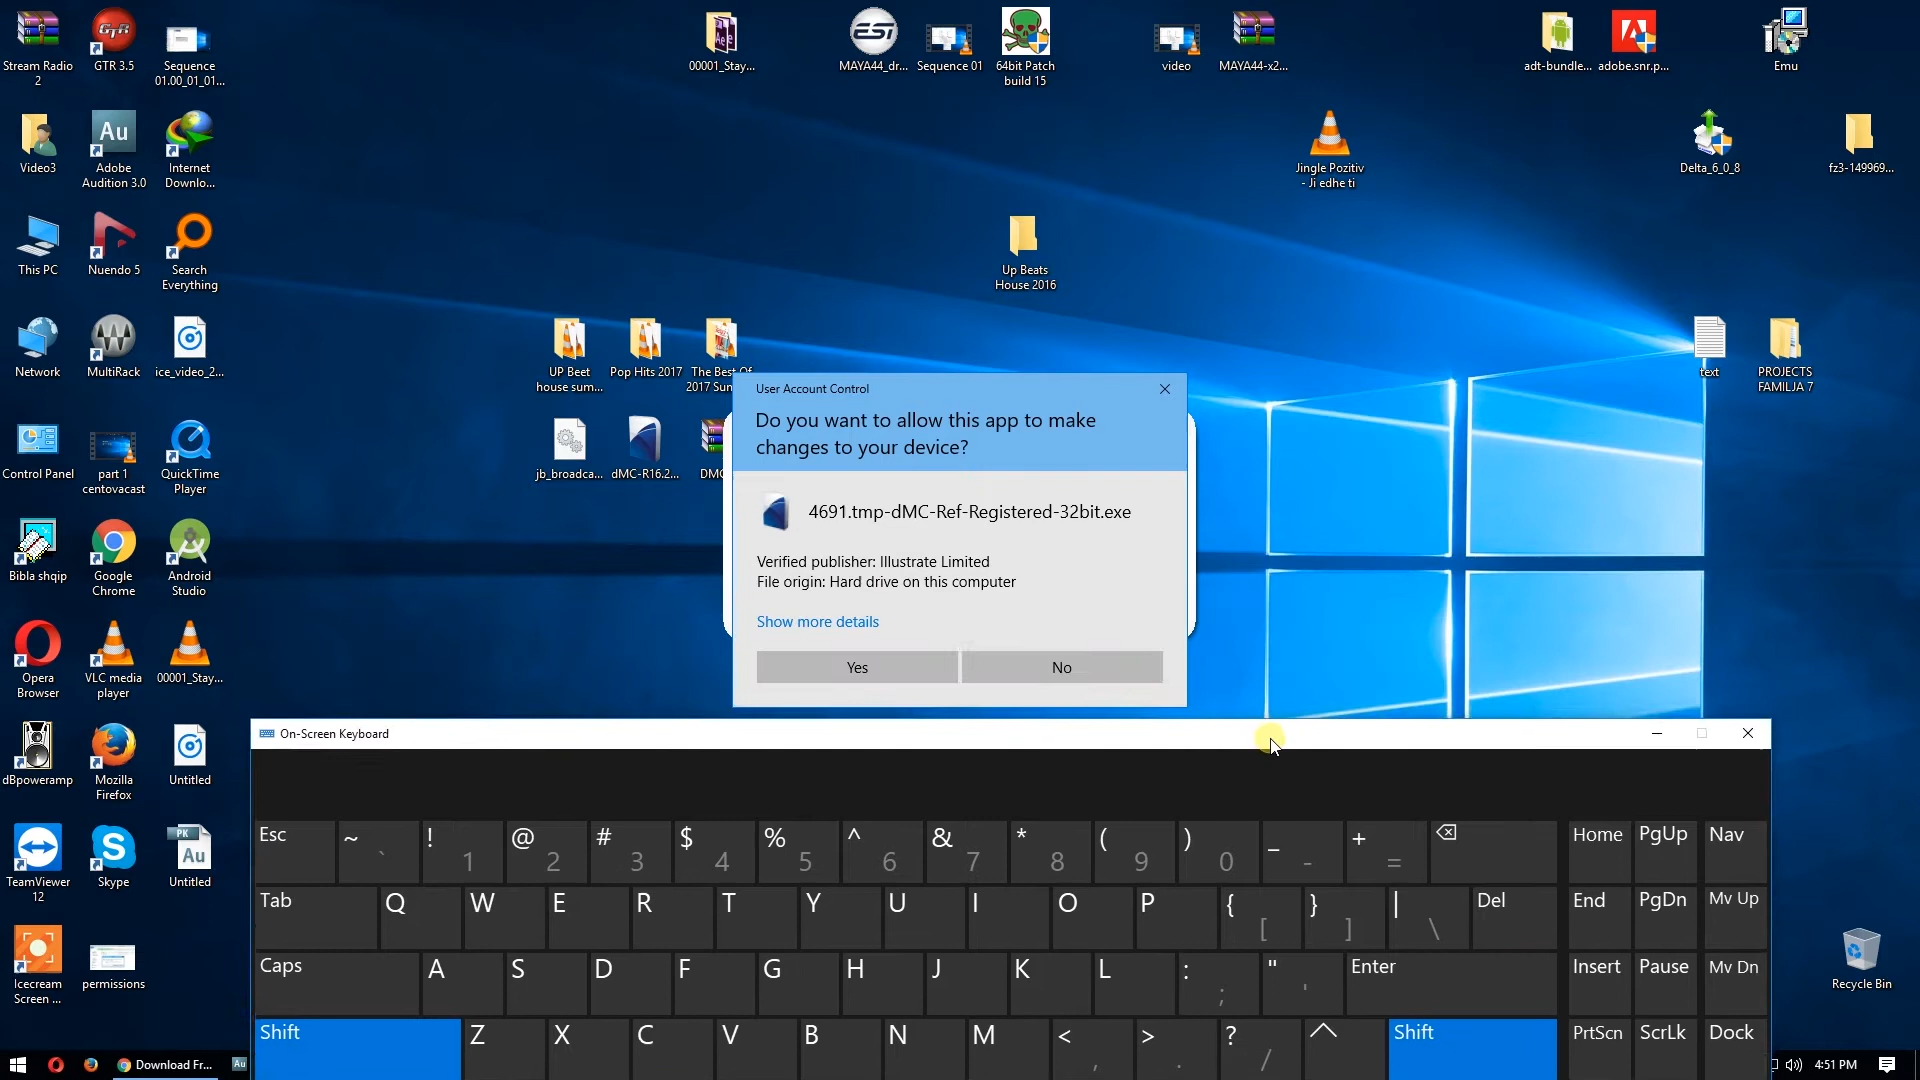 Stream Radio
2
GTR 3.5
Sequence
01.00_01_01...
00001_Stay...
MAYA44_dr...
Sequence 01
64bit Patch
build 15
video
MAYA44-x2...
adt-bundle...
adobe.snr.p...
Emu
Video3
Au
Adobe
Audition 3.0
Internet
Downlo...
Jingle Pozitiv
- Ji edhe ti
Delta_6_0_8
fz3-149969...
This PC
Nuendo 5
Search
Everything
Up Beats
House 2016
Network
MultiRack
ice_video_2...
UP Beet
house sum...
Pop Hits 2017
The Best Of
2017 Sun
text
PROJECTS
FAMILJA 7
Control Panel
part 1
centovacast
QuickTime
Player
jb_broadca...
dMC-R16.2...
DMC
User Account Control
Do you want to allow this app to make
changes to your device?
4691.tmp-dMC-Ref-Registered-32bit.exe
Verified publisher: Illustrate Limited
File origin: Hard drive on this computer
Show more details
Yes
No
Bibla shqip
Google
Chrome
Android
Studio
Opera
Browser
VLC media
player
00001_Stay...
dBpoweramp
Mozilla
Firefox
Untitled
TeamViewer
12
Skype
PK
Au
Untitled
Icecream
Screen ...
permissions
Recycle Bin
On-Screen Keyboard
Esc ~ ` ! 1 @ 2 # 3 $ 4 % 5 ^ 6 & 7 * 8 ( 9 ) 0 _ - + = Home PgUp Nav
Tab Q W E R T Y U I O P { [ } ] | \ Del End PgDn Mv Up
Caps A S D F G H J K L : ; " ' Enter Insert Pause Mv Dn
Shift Z X C V B N M < , > . ? / ^ Shift PrtScn ScrLk Dock
Download Fr...
Au
4:51 PM